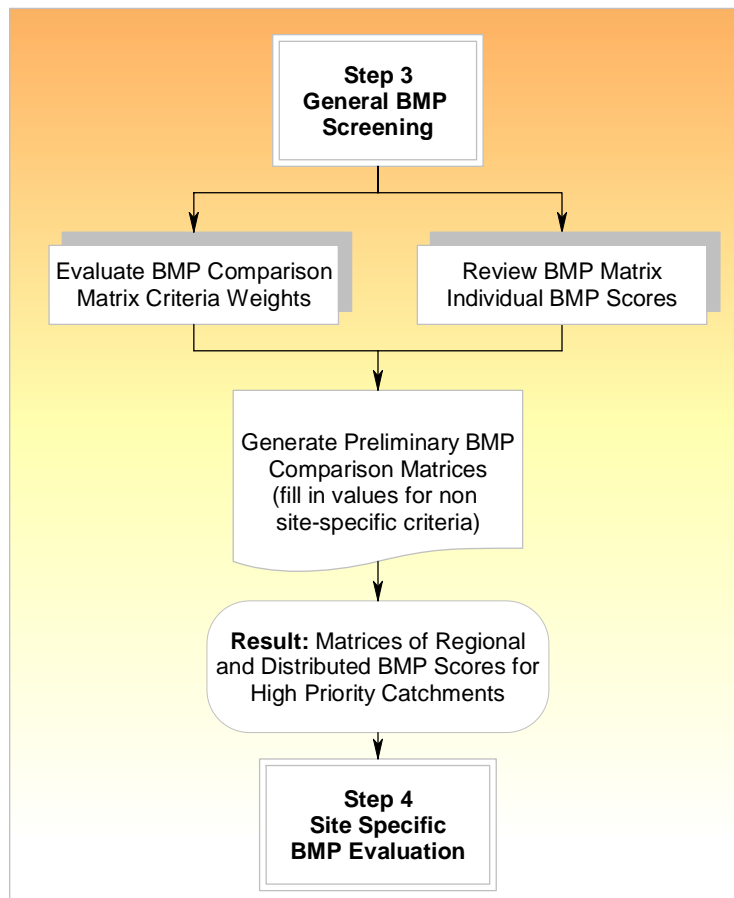 Step 3
General BMP
Screening
Evaluate BMP Comparison
Matrix Criteria Weights
Review BMP Matrix
Individual BMP Scores
Generate Preliminary BMP
Comparison Matrices
(fill in values for non
site-specific criteria)
Result: Matrices of Regional
and Distributed BMP Scores for
High Priority Catchments
Step 4
Site Specific
BMP Evaluation